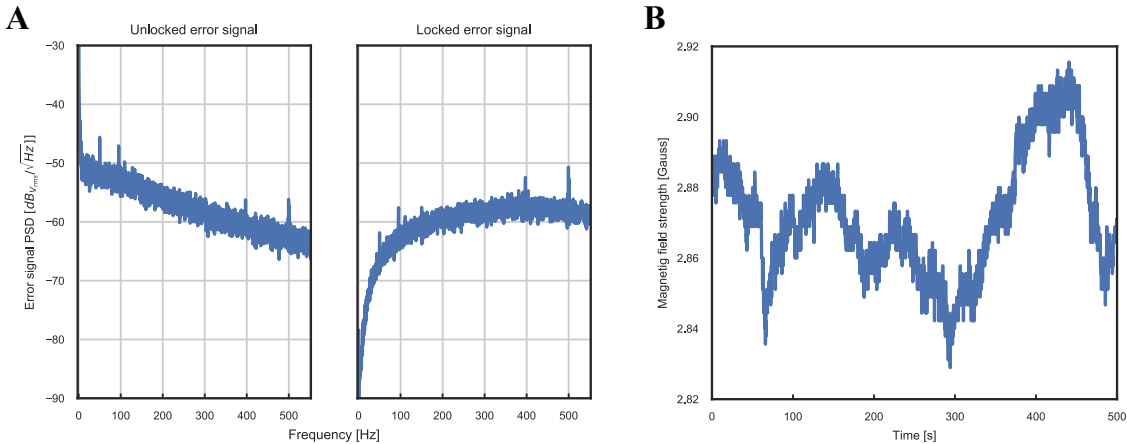 A
Unlocked error signal
Locked error signal
Error signal PSD [dB_{V,rms}/√Hz]]
−30
−40
−50
−60
−70
−80
−90
0 100 200 300 400 500
0 100 200 300 400 500
Frequency [Hz]
B
Magnetig field strength [Gauss]
2.92
2.90
2.88
2.86
2.84
2.82
0 100 200 300 400 500
Time [s]